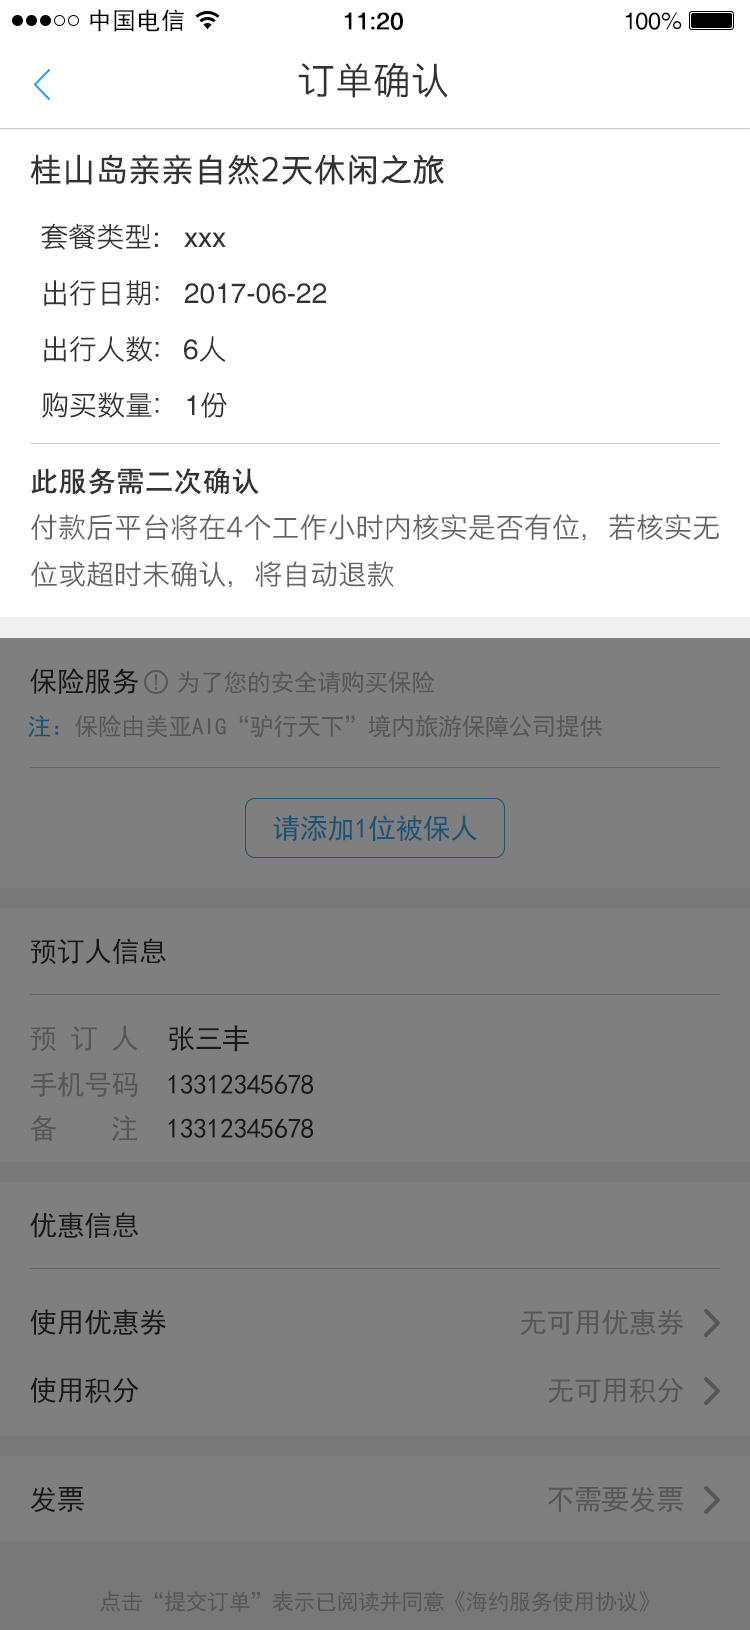 中国电信 11:20 100%
订单确认
桂山岛亲亲自然2天休闲之旅
套餐类型: xxx
出行日期: 2017-06-22
出行人数: 6人
购买数量: 1份
此服务需二次确认
付款后平台将在4个工作小时内核实是否有位，若核实无
位或超时未确认，将自动退款
保险服务 为了您的安全请购买保险
注：保险由美亚AIG“驴行天下”境内旅游保障公司提供
请添加1位被保人
预订人信息
预 订 人 张三丰
手机号码 13312345678
备 注 13312345678
优惠信息
使用优惠券 无可用优惠券
使用积分 无可用积分
发票 不需要发票
点击“提交订单”表示已阅读并同意《海约服务使用协议》